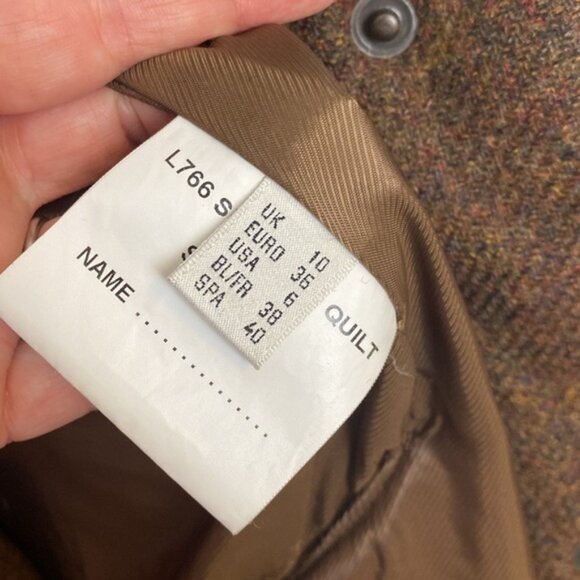 L766 S
QUILT
NAME ........................
UK 10
EURO 36
USA 6
BL/FR 38
SPA 40